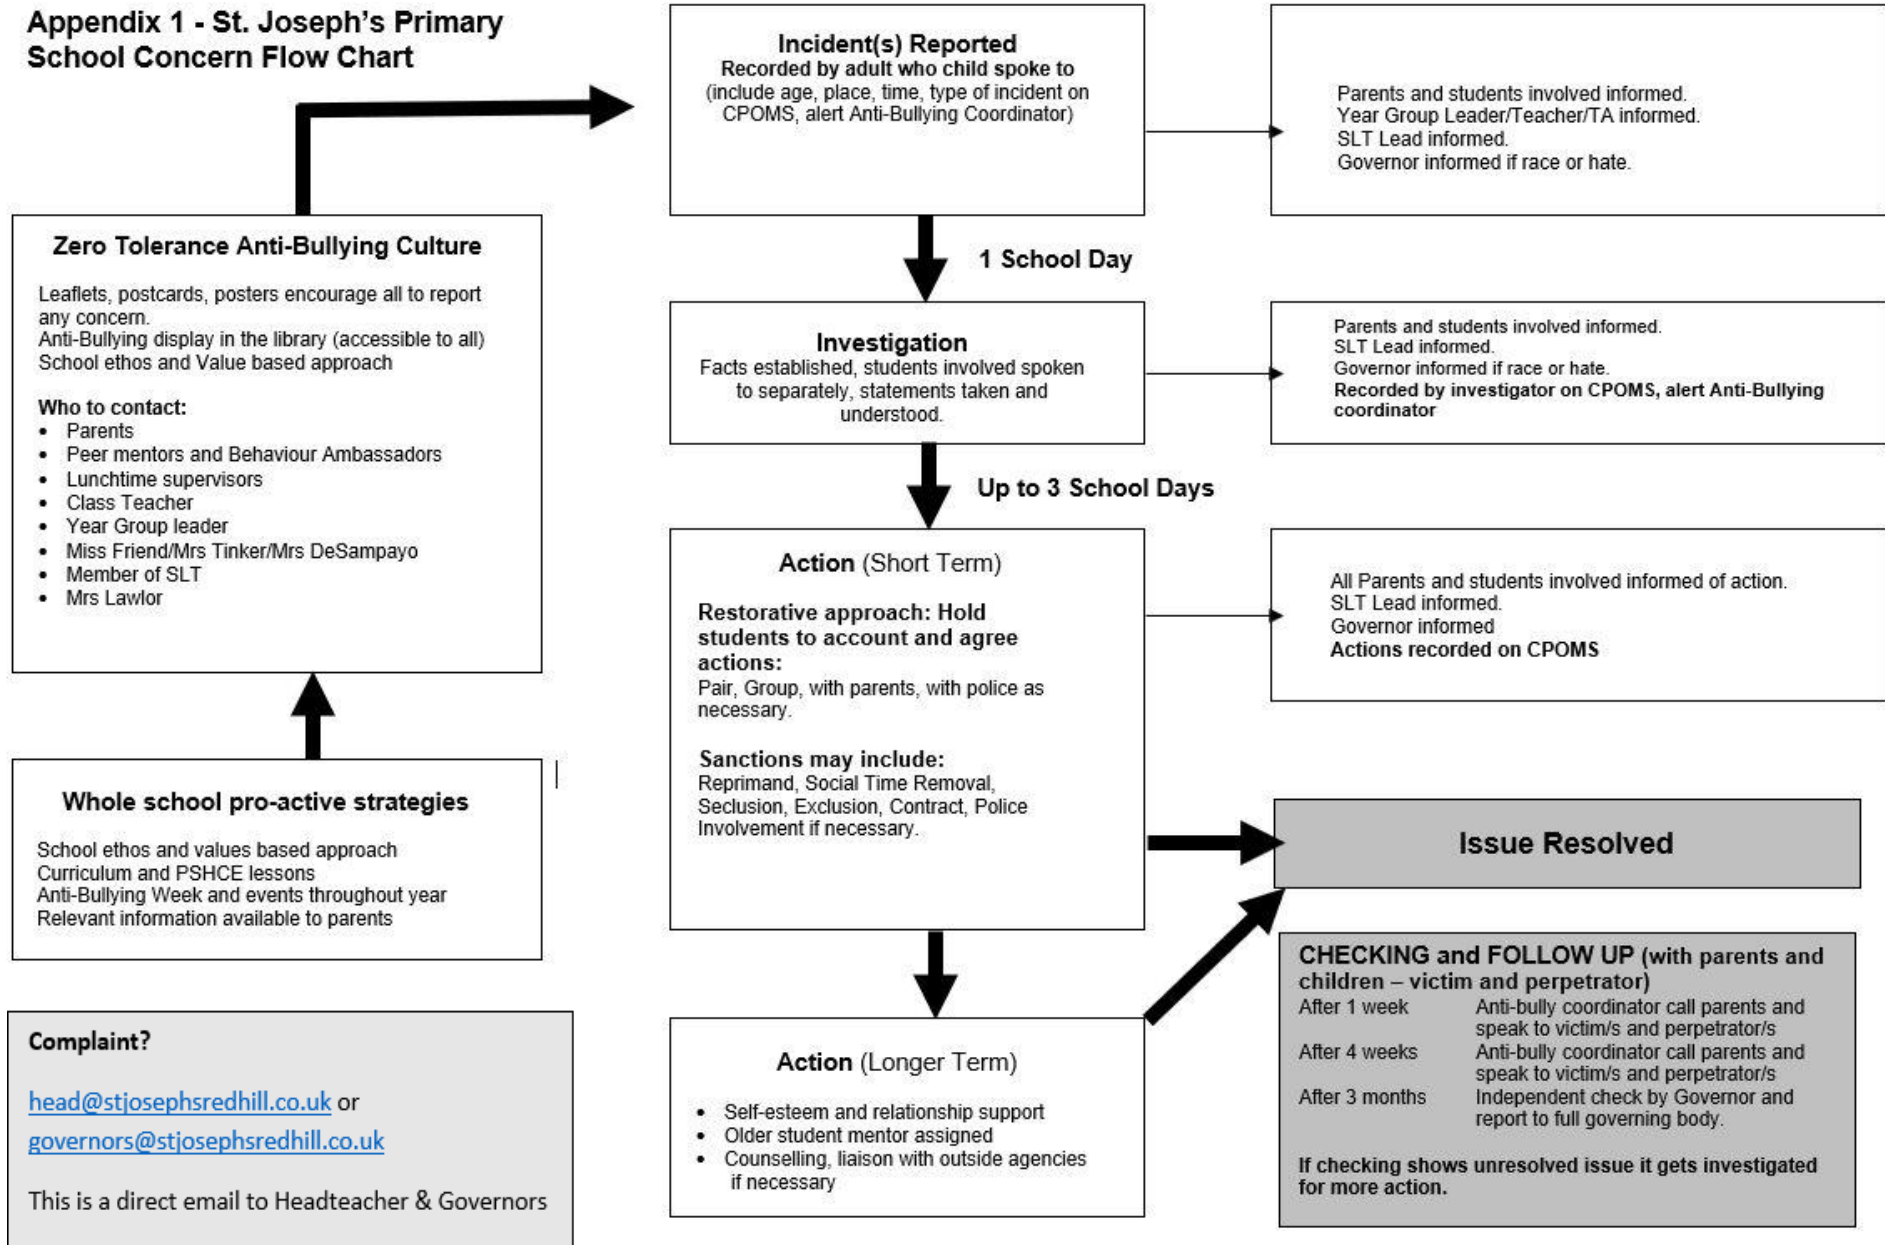 Appendix 1 - St. Joseph's Primary
School Concern Flow Chart
Incident(s) Reported
Recorded by adult who child spoke to
(include age, place, time, type of incident on
CPOMS, alert Anti-Bullying Coordinator)
Parents and students involved informed.
Year Group Leader/Teacher/TA informed.
SLT Lead informed.
Governor informed if race or hate.
Zero Tolerance Anti-Bullying Culture
Leaflets, postcards, posters encourage all to report
any concern.
Anti-Bullying display in the library (accessible to all)
School ethos and Value based approach
Who to contact:
• Parents
• Peer mentors and Behaviour Ambassadors
• Lunchtime supervisors
• Class Teacher
• Year Group leader
• Miss Friend/Mrs Tinker/Mrs DeSampayo
• Member of SLT
• Mrs Lawlor
1 School Day
Investigation
Facts established, students involved spoken
to separately, statements taken and
understood.
Parents and students involved informed.
SLT Lead informed.
Governor informed if race or hate.
Recorded by investigator on CPOMS, alert Anti-Bullying
coordinator
Up to 3 School Days
Action (Short Term)
Restorative approach: Hold
students to account and agree
actions:
Pair, Group, with parents, with police as
necessary.
Sanctions may include:
Reprimand, Social Time Removal,
Seclusion, Exclusion, Contract, Police
Involvement if necessary.
All Parents and students involved informed of action.
SLT Lead informed.
Governor informed
Actions recorded on CPOMS
Whole school pro-active strategies
School ethos and values based approach
Curriculum and PSHCE lessons
Anti-Bullying Week and events throughout year
Relevant information available to parents
Issue Resolved
Complaint?
head@stjosephsredhill.co.uk or
governors@stjosephsredhill.co.uk
This is a direct email to Headteacher & Governors
Action (Longer Term)
• Self-esteem and relationship support
• Older student mentor assigned
• Counselling, liaison with outside agencies
if necessary
CHECKING and FOLLOW UP (with parents and
children – victim and perpetrator)
After 1 week Anti-bully coordinator call parents and
speak to victim/s and perpetrator/s
After 4 weeks Anti-bully coordinator call parents and
speak to victim/s and perpetrator/s
After 3 months Independent check by Governor and
report to full governing body.
If checking shows unresolved issue it gets investigated
for more action.